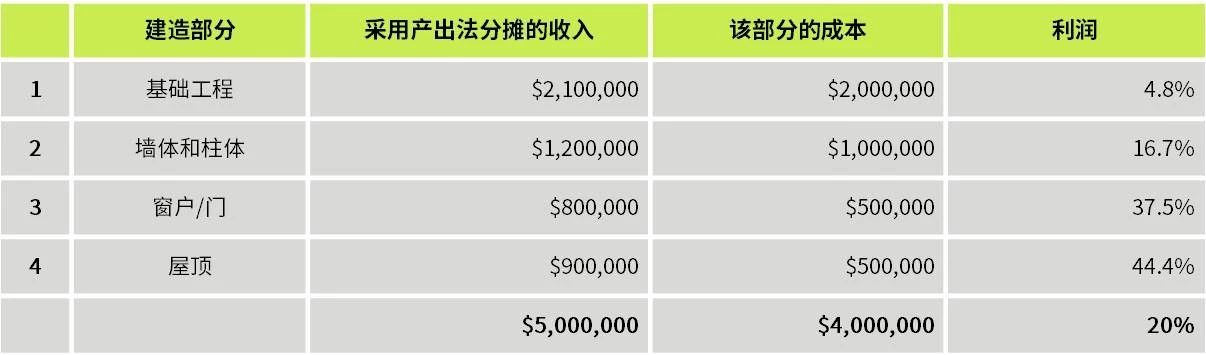 建造部分 采用产出法分摊的收入 该部分的成本 利润
1 基础工程 $2,100,000 $2,000,000 4.8%
2 墙体和柱体 $1,200,000 $1,000,000 16.7%
3 窗户/门 $800,000 $500,000 37.5%
4 屋顶 $900,000 $500,000 44.4%
$5,000,000 $4,000,000 20%